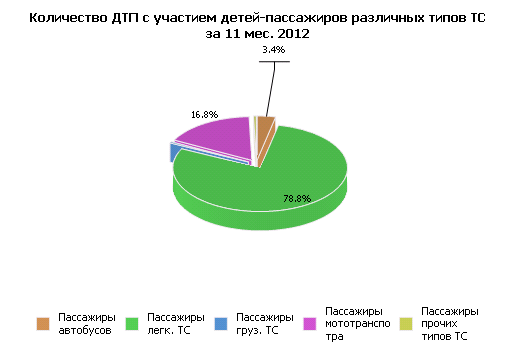 Количество ДТП с участием детей-пассажиров различных типов ТС
за 11 мес. 2012
3.4%
16.8%
78.8%
Пассажиры
автобусов
Пассажиры
легк. ТС
Пассажиры
груз. ТС
Пассажиры
мототранспо
тра
Пассажиры
прочих
типов ТС